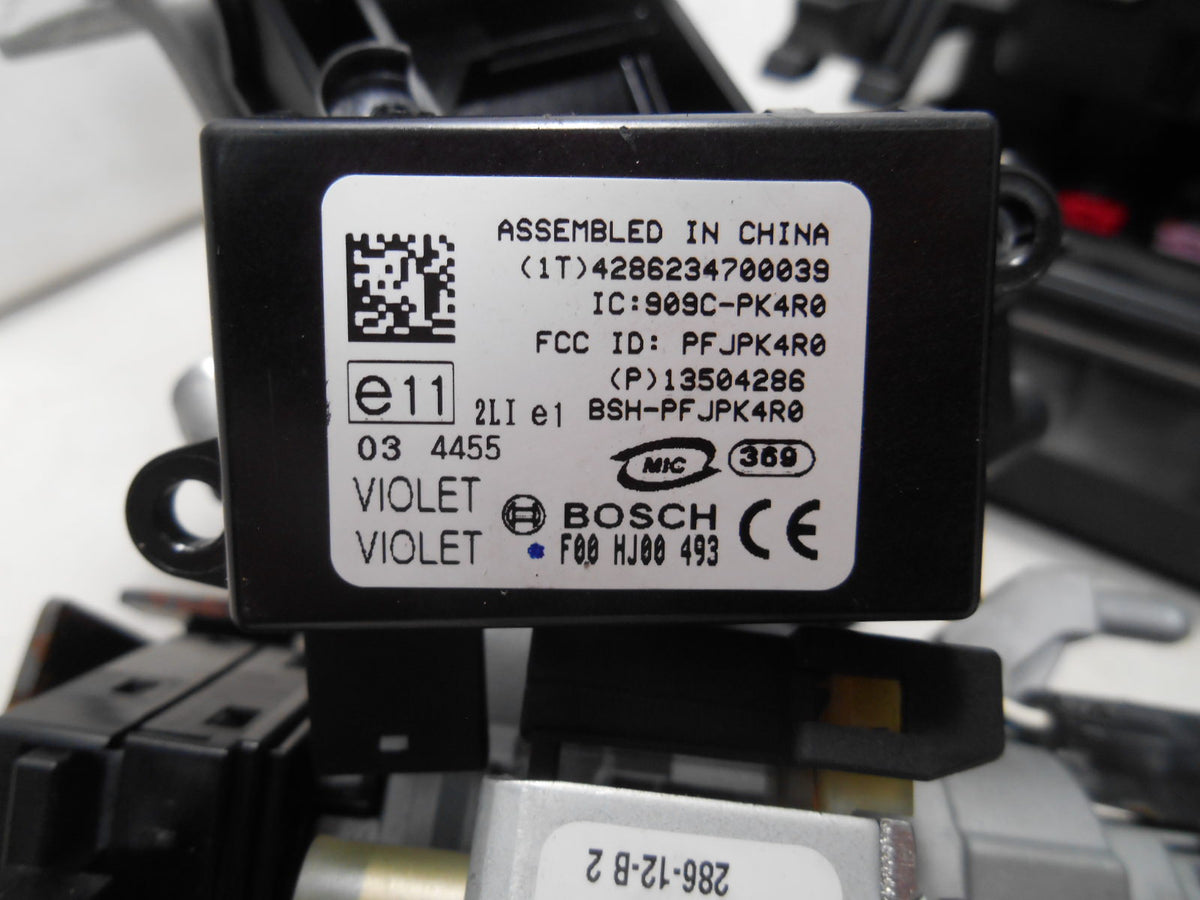 ASSEMBLED IN CHINA
(1T)4286234700039
IC:909C-PK4R0
FCC ID: PFJPK4R0
(P)13504286
e11 2LI e1 BSH-PFJPK4R0
03 4455
MIC 369
VIOLET
BOSCH CE
VIOLET
F00 HJ00 493
286-12-B 2